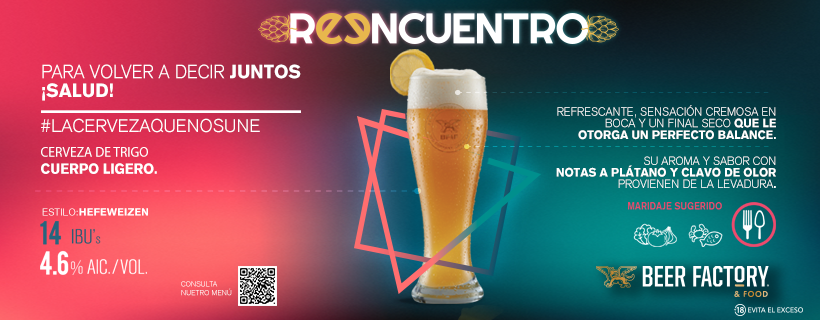 REENCUENTRO
PARA VOLVER A DECIR JUNTOS
¡SALUD!
#LACERVEZAQUENOSUNE
CERVEZA DE TRIGO
CUERPO LIGERO.
ESTILO:HEFEWEIZEN
14 IBU's
4.6% AIC./VOL.
CONSULTA
NUETRO MENÚ
REFRESCANTE, SENSACIÓN CREMOSA EN
BOCA Y UN FINAL SECO QUE LE
OTORGA UN PERFECTO BALANCE.
SU AROMA Y SABOR CON
NOTAS A PLÁTANO Y CLAVO DE OLOR
PROVIENEN DE LA LEVADURA.
MARIDAJE SUGERIDO
BEER FACTORY
& FOOD
18 EVITA EL EXCESO